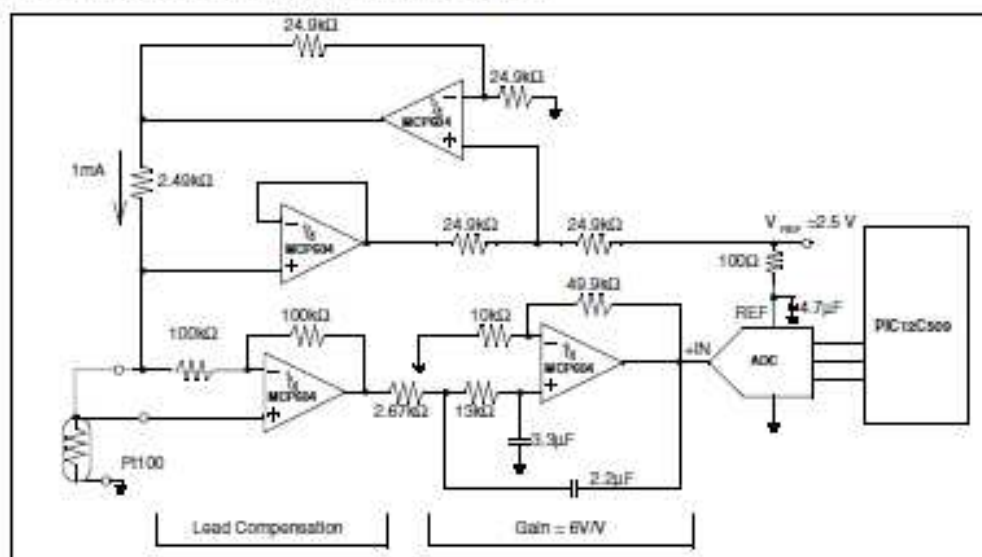 24.9kΩ
24.9kΩ
MCP604
1mA
2.49kΩ
MCP604
24.9kΩ
24.9kΩ
V REF =2.5 V
100Ω
49.9kΩ
REF
4.7µF
PIC12C509
100kΩ
100kΩ
10kΩ
MCP604
+IN
ADC
MCP604
2.67kΩ
13kΩ
3.3µF
Pt100
2.2µF
Lead Compensation
Gain = 6V/V